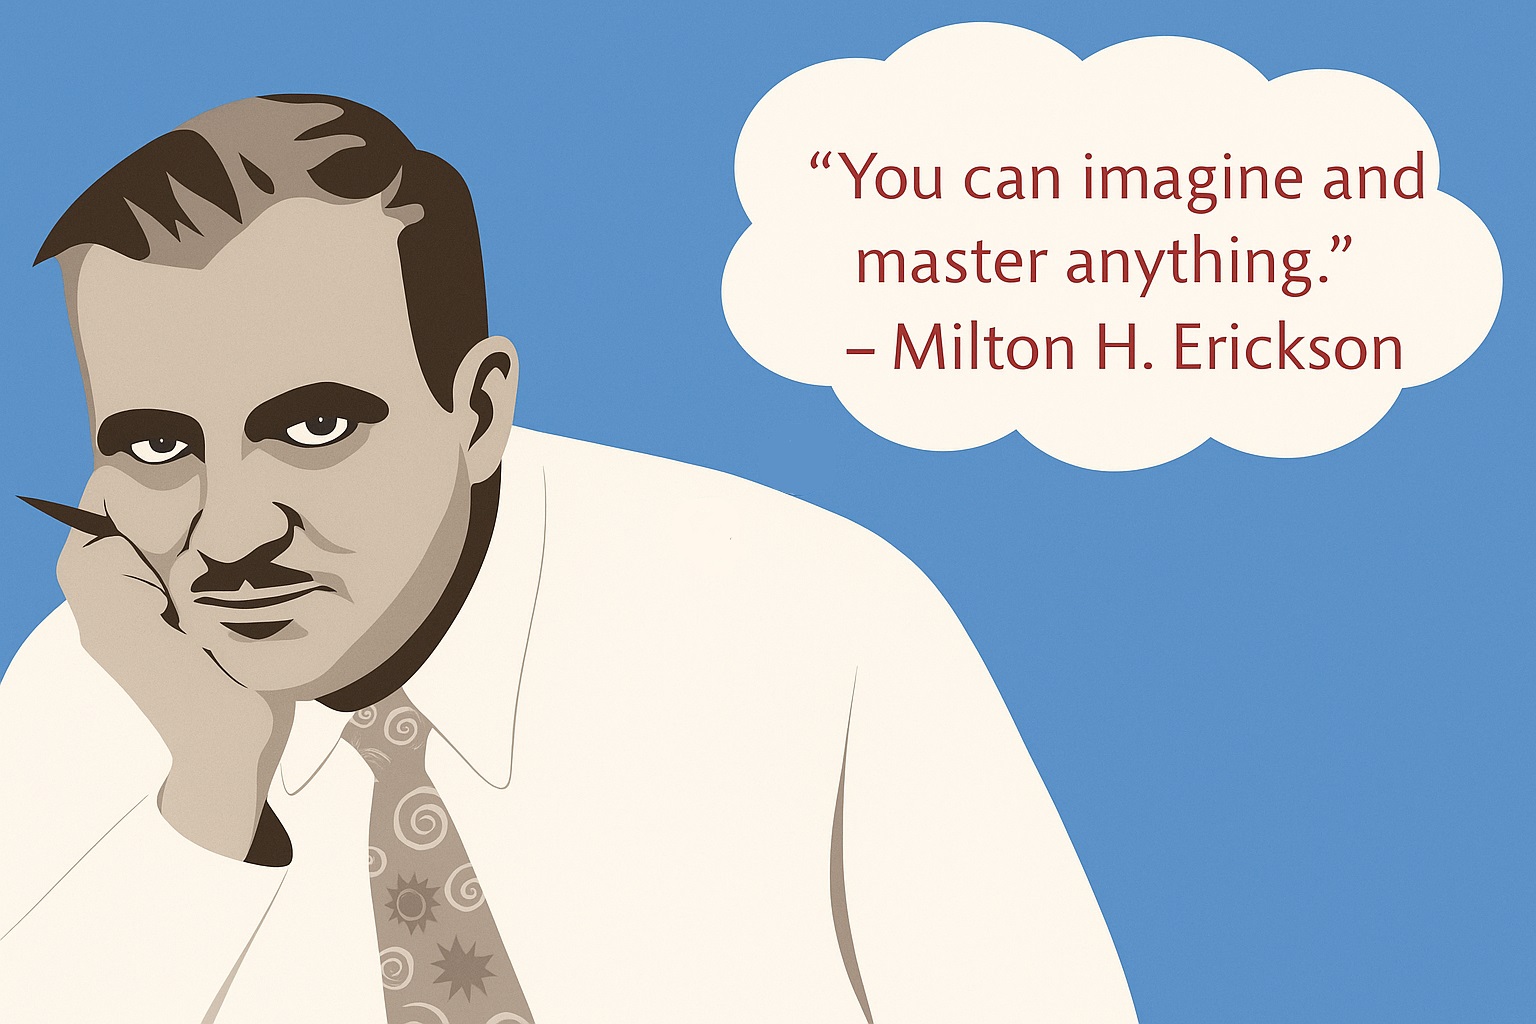 “You can imagine and
master anything.”
– Milton H. Erickson